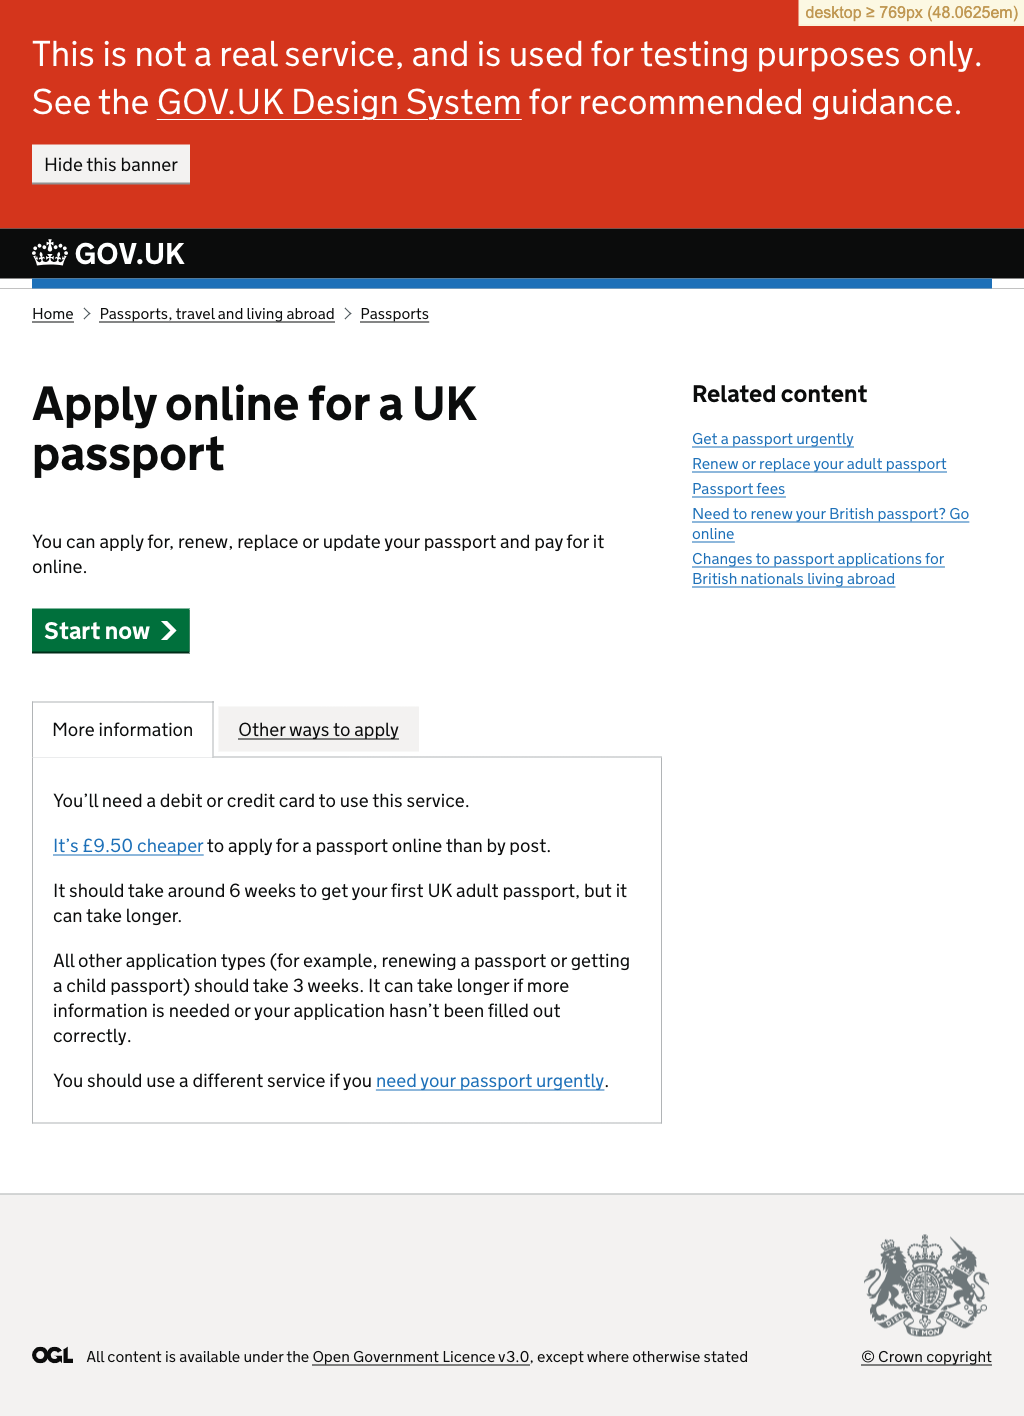 desktop ≥ 769px (48.0625em)
This is not a real service, and is used for testing purposes only.
See the GOV.UK Design System for recommended guidance.
Hide this banner
GOV.UK
Home
Passports, travel and living abroad
Passports
Apply online for a UK
passport
You can apply for, renew, replace or update your passport and pay for it
online.
Start now
More information
Other ways to apply
You’ll need a debit or credit card to use this service.
It’s £9.50 cheaper to apply for a passport online than by post.
It should take around 6 weeks to get your first UK adult passport, but it
can take longer.
All other application types (for example, renewing a passport or getting
a child passport) should take 3 weeks. It can take longer if more
information is needed or your application hasn’t been filled out
correctly.
You should use a different service if you need your passport urgently.
Related content
Get a passport urgently
Renew or replace your adult passport
Passport fees
Need to renew your British passport? Go
online
Changes to passport applications for
British nationals living abroad
OGL
All content is available under the Open Government Licence v3.0, except where otherwise stated
DIEU ET MON DROIT
© Crown copyright